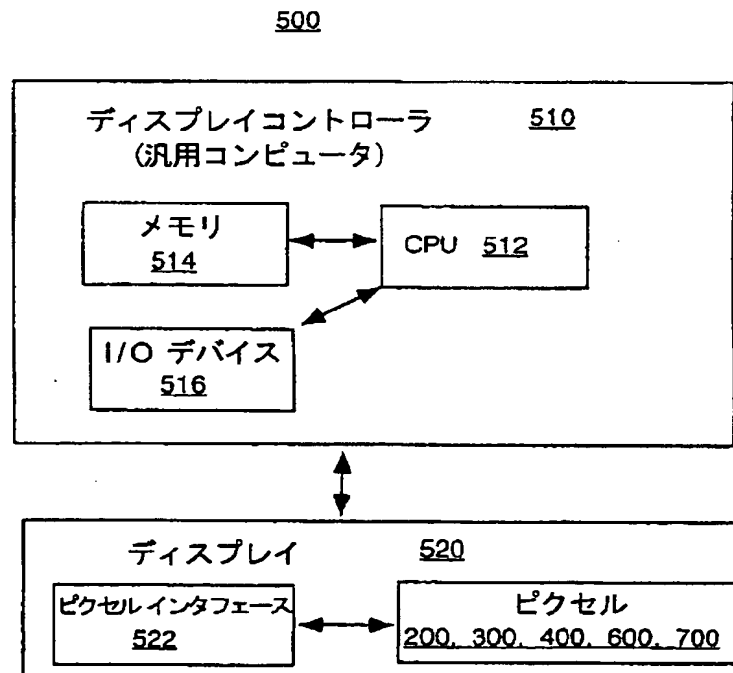 500
ディスプレイコントローラ 510
(汎用コンピュータ)
メモリ
514
CPU 512
I/O デバイス
516
ディスプレイ 520
ピクセル インタフェース
522
ピクセル
200, 300, 400, 600, 700